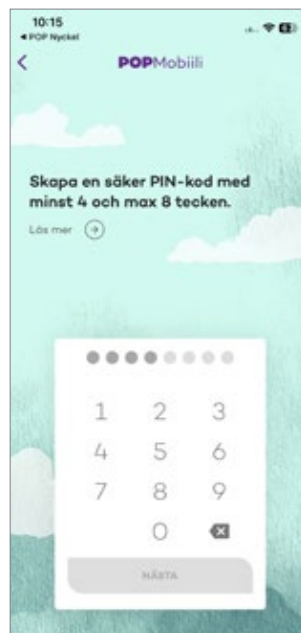 10:15
POP Nyckel
POPMobiili
Skapa en säker PIN-kod med
minst 4 och max 8 tecken.
Läs mer
1 2 3
4 5 6
7 8 9
0
NÄSTA